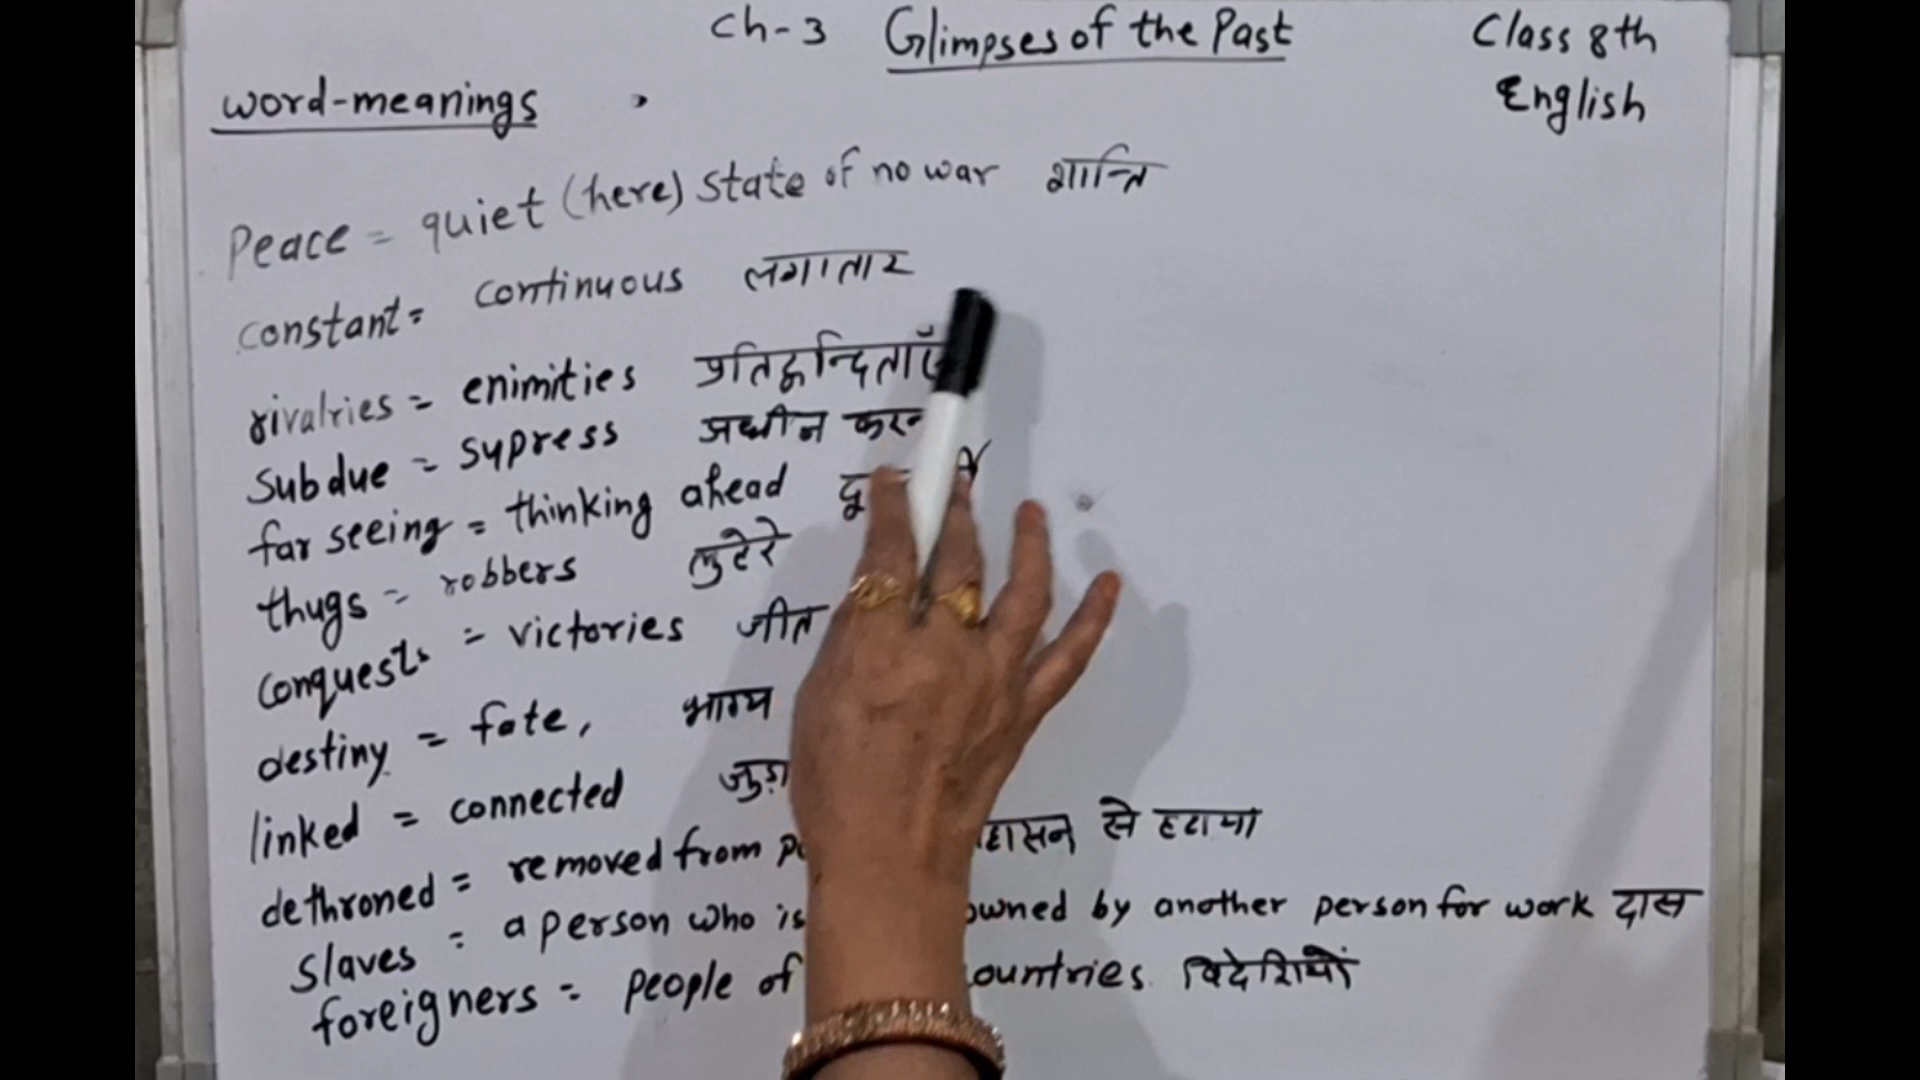 Ch-3 Glimpses of the Past Class 8th
English
word-meanings
Peace = quiet (here) state of no war शान्ति
constant = continuous लगातार
rivalries = enimities प्रतिद्वन्दिताएँ
Subdue = supress अधीन
far seeing = thinking ahead
thugs = robbers लुटेरे
conquests = victories जीत
destiny = fate, भाग्य
linked = connected
dethroned = removed from से हटाया
Slaves = a person who is owned by another person for work दास
foreigners = people of विदेशियों